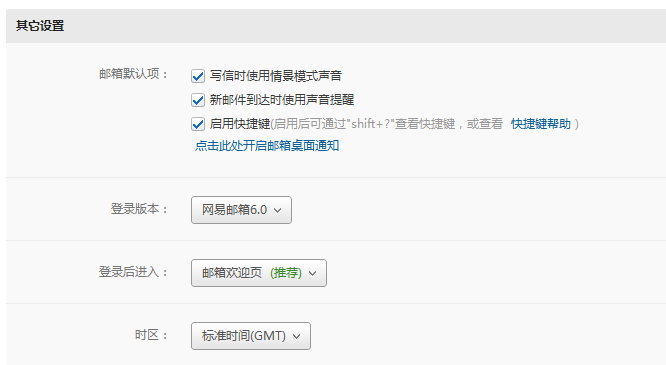 其它设置
邮箱默认项：
写信时使用情景模式声音
新邮件到达时使用声音提醒
启用快捷键(启用后可通过"shift+?"查看快捷键，或查看 快捷键帮助 )
点击此处开启邮箱桌面通知
登录版本： 网易邮箱6.0
登录后进入： 邮箱欢迎页 (推荐)
时区： 标准时间(GMT)